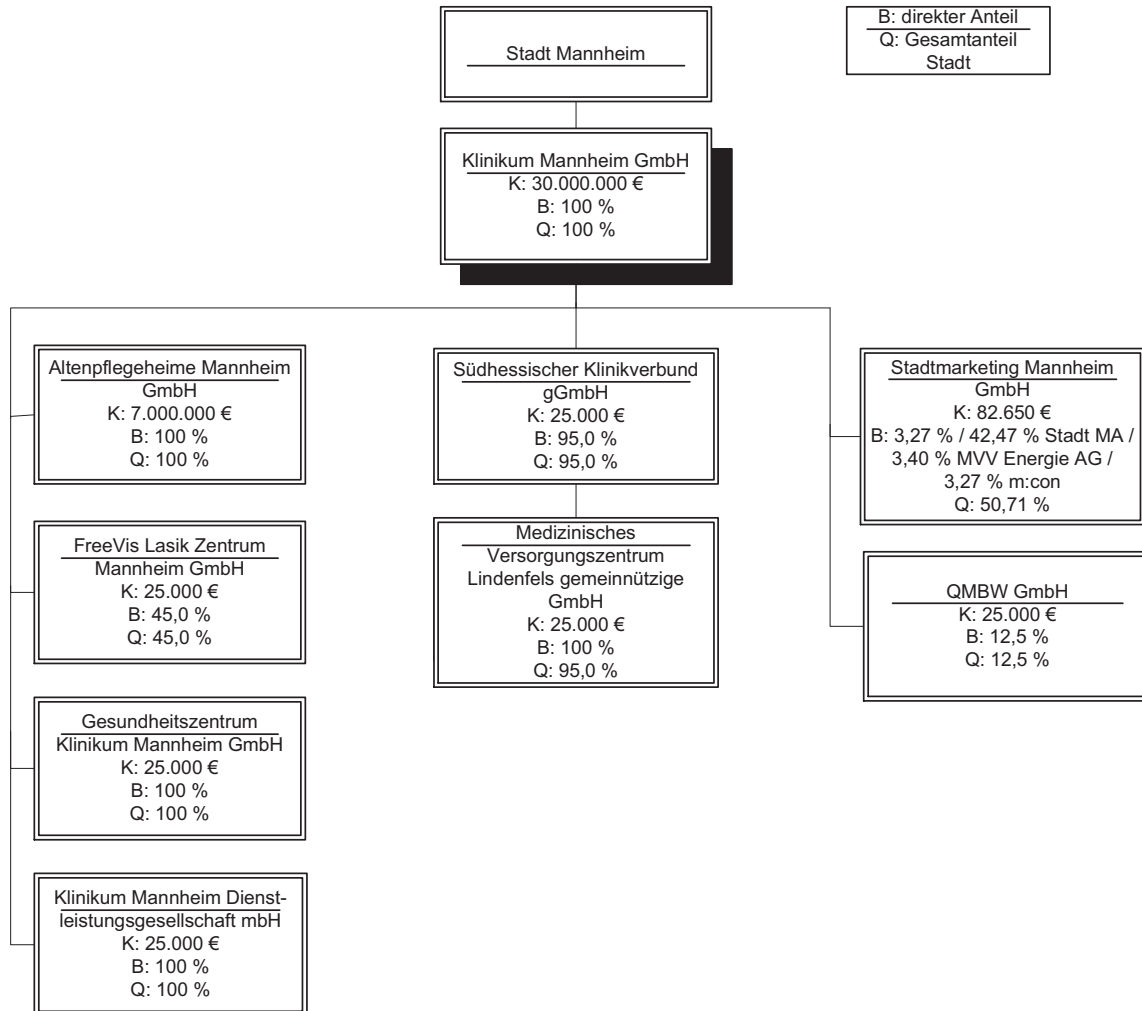 Stadt Mannheim
B: direkter Anteil
Q: Gesamtanteil
Stadt
Klinikum Mannheim GmbH
K: 30.000.000 €
B: 100 %
Q: 100 %
Altenpflegeheime Mannheim
GmbH
K: 7.000.000 €
B: 100 %
Q: 100 %
FreeVis Lasik Zentrum
Mannheim GmbH
K: 25.000 €
B: 45,0 %
Q: 45,0 %
Gesundheitszentrum
Klinikum Mannheim GmbH
K: 25.000 €
B: 100 %
Q: 100 %
Klinikum Mannheim Dienst-
leistungsgesellschaft mbH
K: 25.000 €
B: 100 %
Q: 100 %
Südhessischer Klinikverbund
gGmbH
K: 25.000 €
B: 95,0 %
Q: 95,0 %
Medizinisches
Versorgungszentrum
Lindenfels gemeinnützige
GmbH
K: 25.000 €
B: 100 %
Q: 95,0 %
Stadtmarketing Mannheim
GmbH
K: 82.650 €
B: 3,27 % / 42,47 % Stadt MA /
3,40 % MVV Energie AG /
3,27 % m:con
Q: 50,71 %
QMBW GmbH
K: 25.000 €
B: 12,5 %
Q: 12,5 %